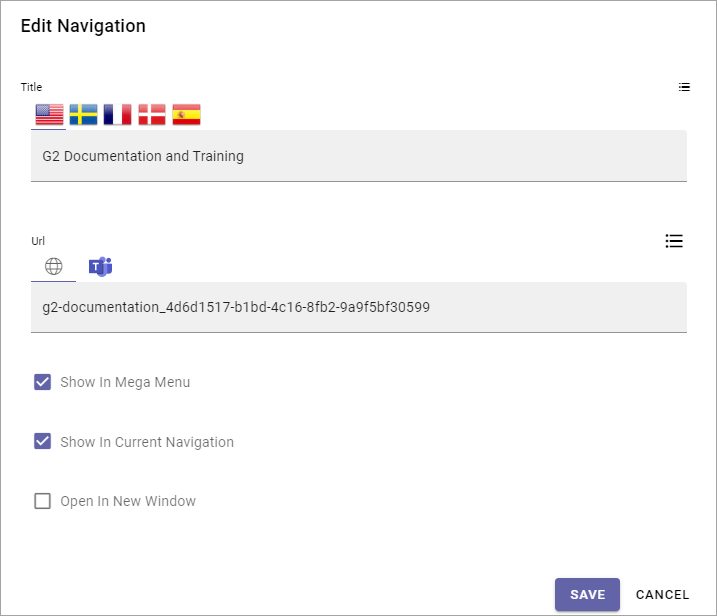 Edit Navigation
Title
G2 Documentation and Training
Url
T
g2-documentation_4d6d1517-b1bd-4c16-8fb2-9a9f5bf30599
Show In Mega Menu
Show In Current Navigation
Open In New Window
SAVE CANCEL